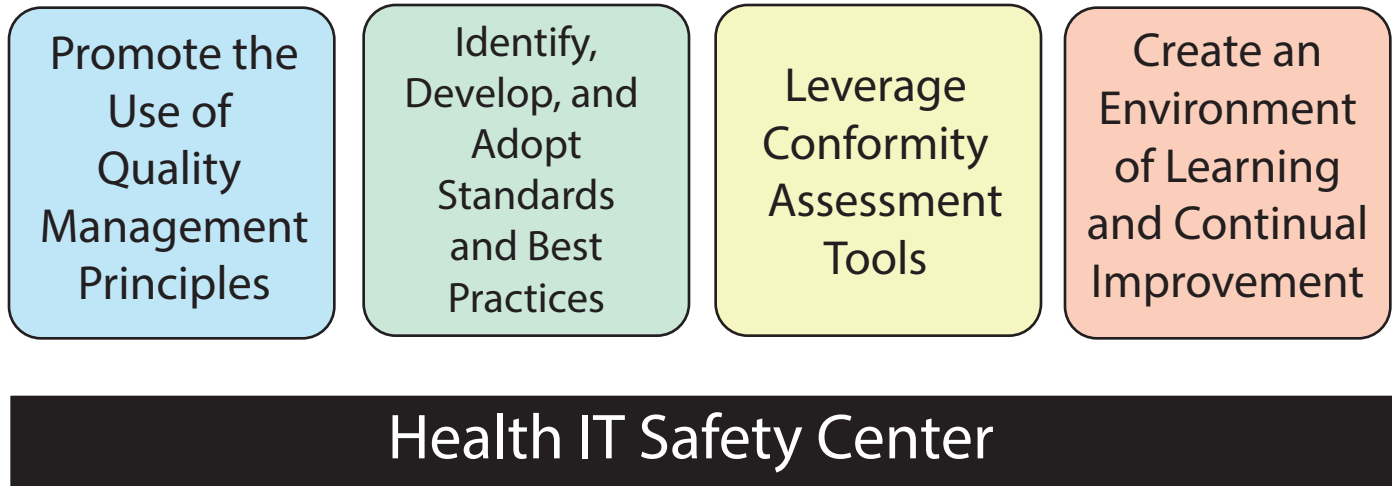 Promote the
Use of
Quality
Management
Principles
Identify,
Develop, and
Adopt
Standards
and Best
Practices
Leverage
Conformity
Assessment
Tools
Create an
Environment
of Learning
and Continual
Improvement
Health IT Safety Center